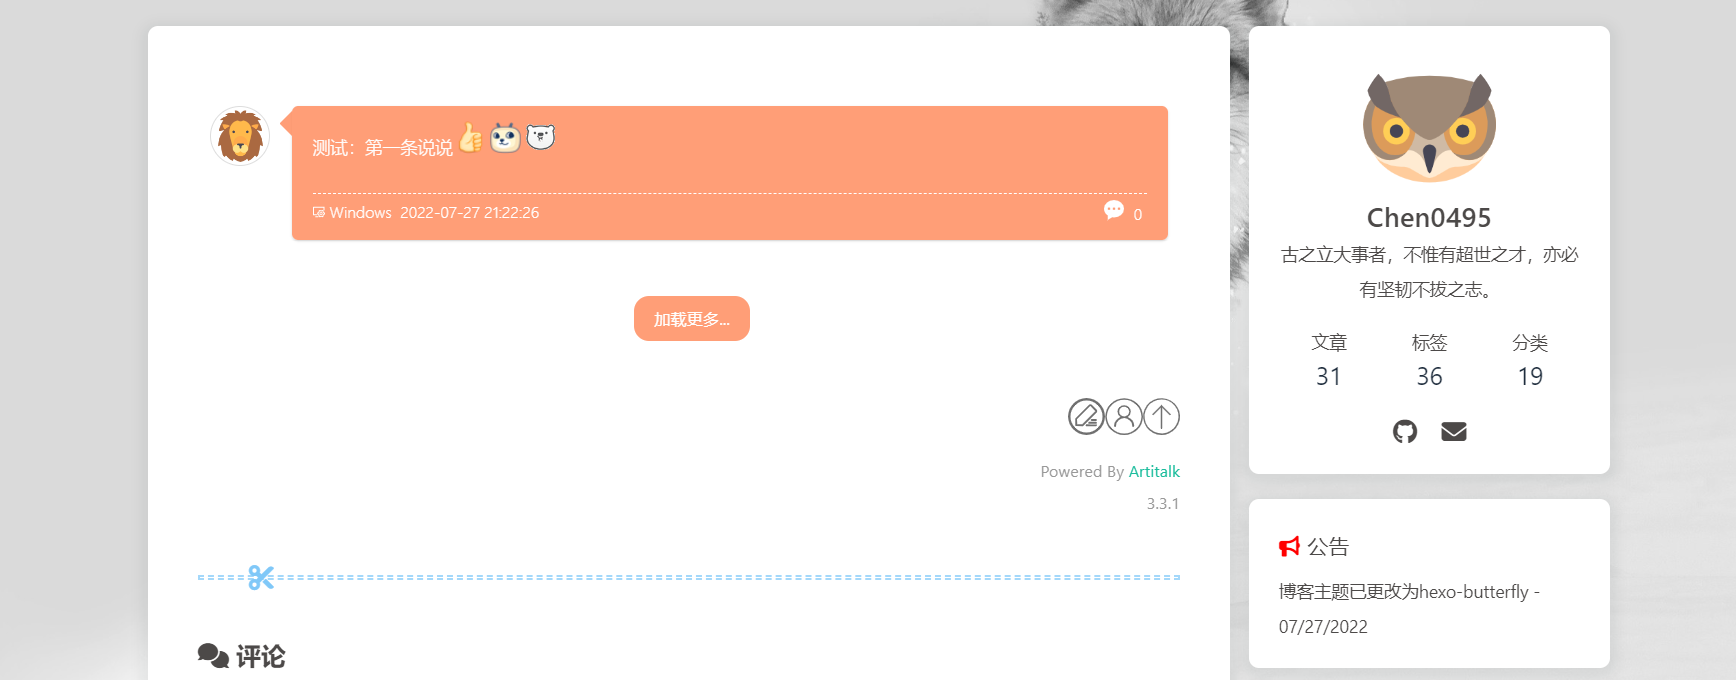 测试：第一条说说
Windows 2022-07-27 21:22:26
0
加载更多...
Powered By Artitalk
3.3.1
评论
Chen0495
古之立大事者，不惟有超世之才，亦必
有坚韧不拔之志。
文章 标签 分类
31 36 19
公告
博客主题已更改为hexo-butterfly -
07/27/2022